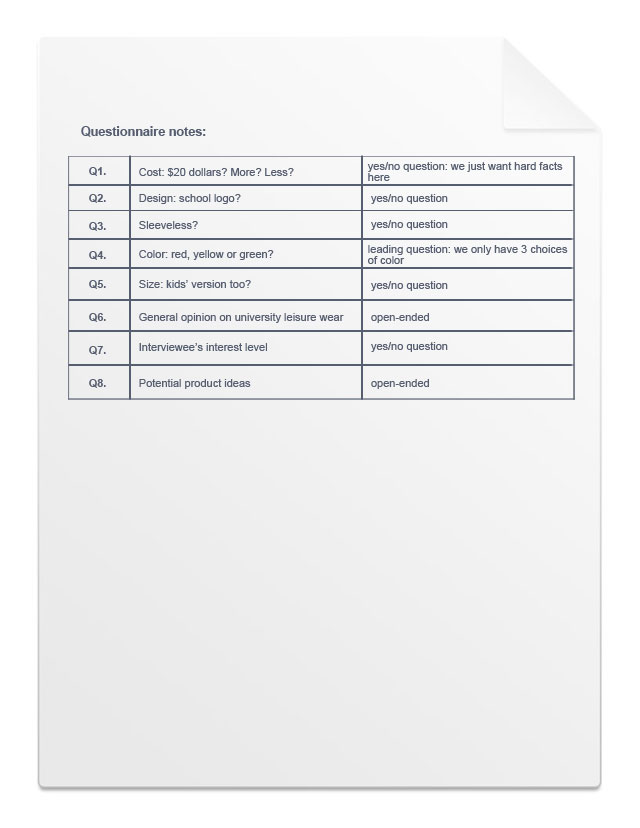 Questionnaire notes:
Q1. Cost: $20 dollars? More? Less? yes/no question: we just want hard facts
here
Q2. Design: school logo? yes/no question
Q3. Sleeveless? yes/no question
Q4. Color: red, yellow or green? leading question: we only have 3 choices
of color
Q5. Size: kids' version too? yes/no question
Q6. General opinion on university leisure wear open-ended
Q7. Interviewee's interest level yes/no question
Q8. Potential product ideas open-ended